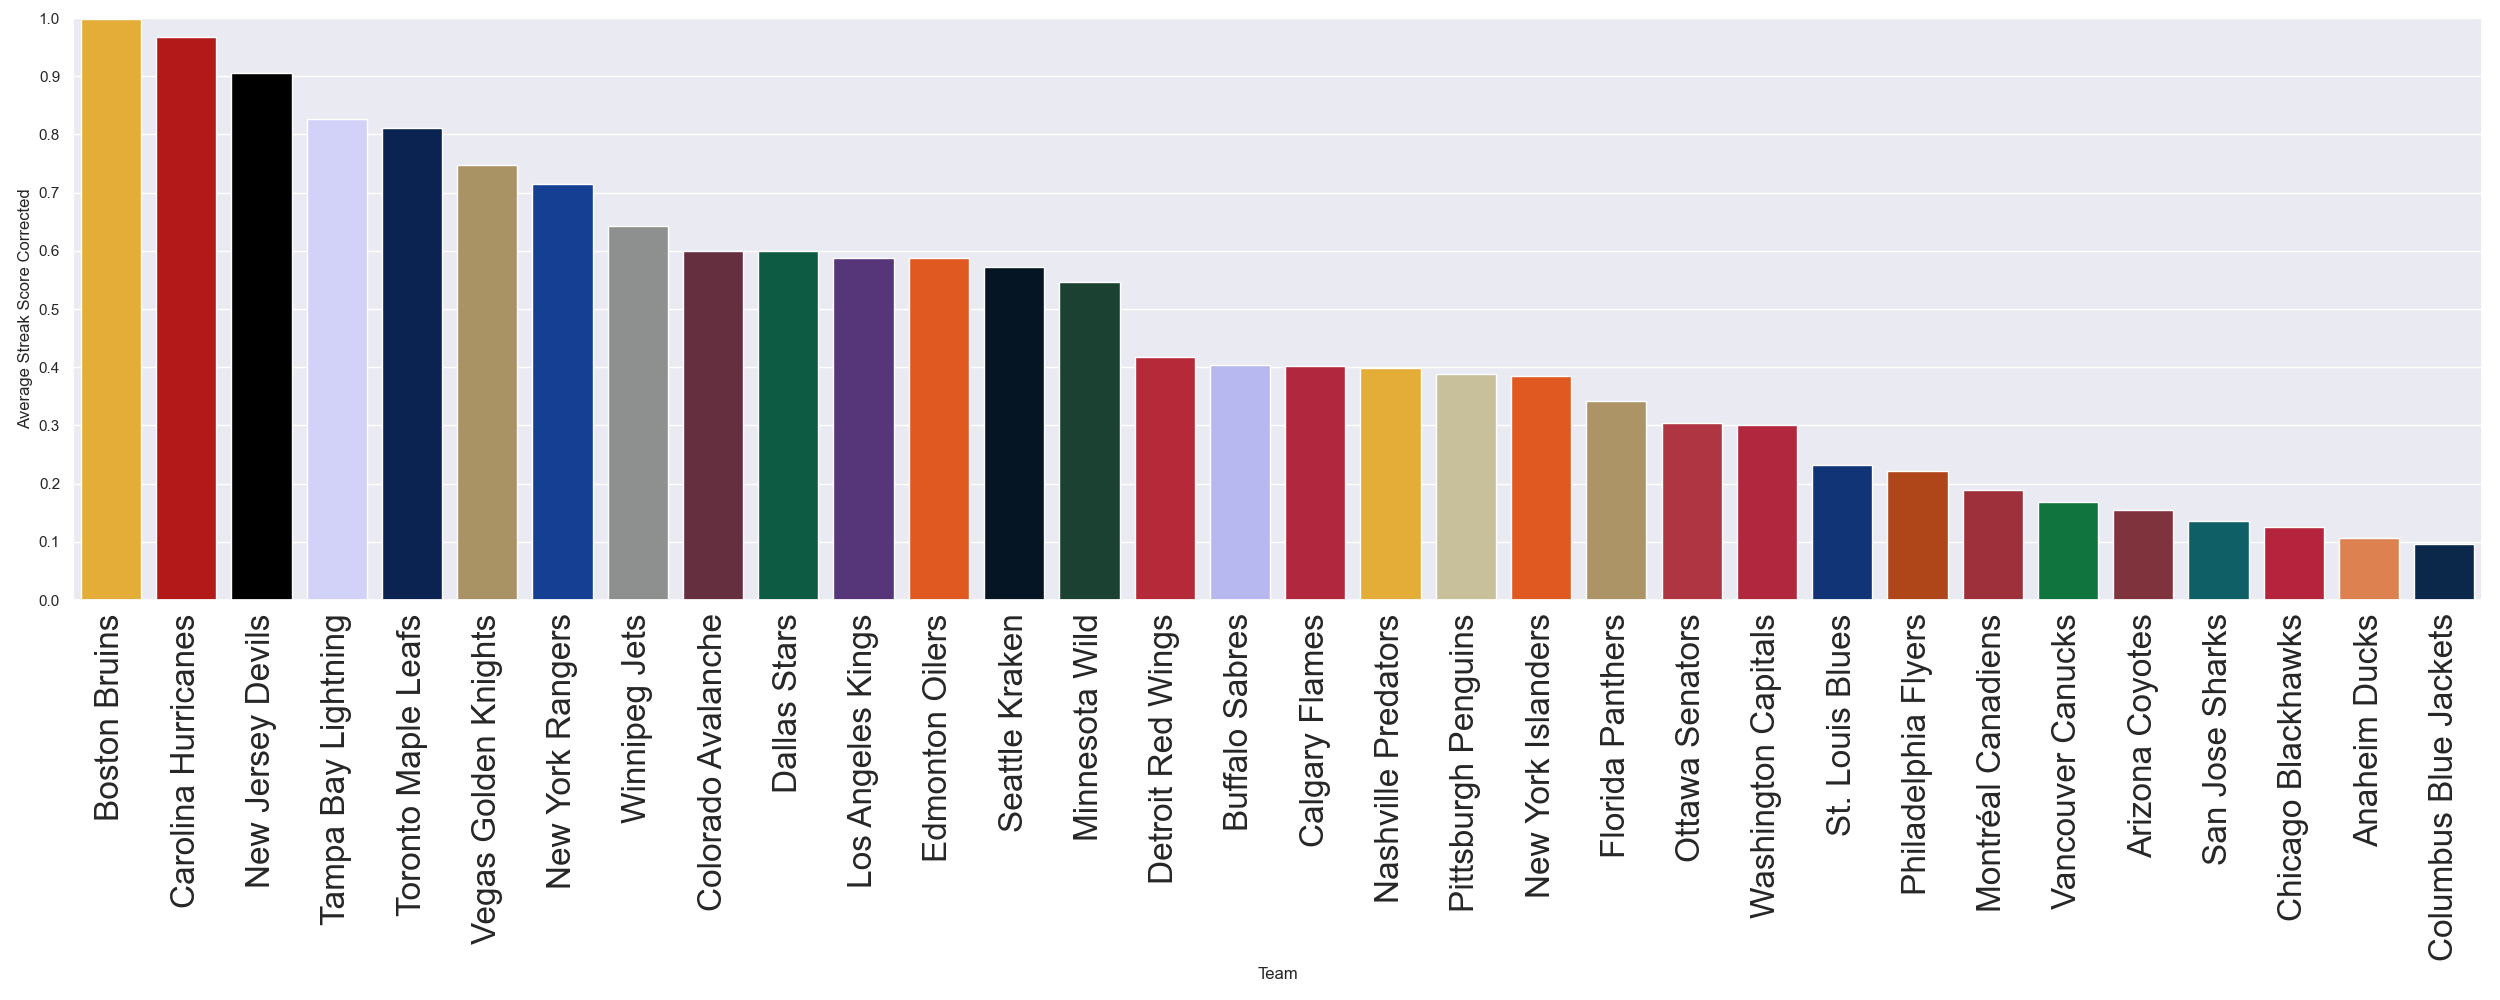 1.0
0.9
0.8
0.7
0.6
0.5
0.4
0.3
0.2
0.1
0.0
Average Streak Score Corrected
Boston Bruins
Carolina Hurricanes
New Jersey Devils
Tampa Bay Lightning
Toronto Maple Leafs
Vegas Golden Knights
New York Rangers
Winnipeg Jets
Colorado Avalanche
Dallas Stars
Los Angeles Kings
Edmonton Oilers
Seattle Kraken
Minnesota Wild
Detroit Red Wings
Buffalo Sabres
Calgary Flames
Nashville Predators
Pittsburgh Penguins
New York Islanders
Florida Panthers
Ottawa Senators
Washington Capitals
St. Louis Blues
Philadelphia Flyers
Montréal Canadiens
Vancouver Canucks
Arizona Coyotes
San Jose Sharks
Chicago Blackhawks
Anaheim Ducks
Columbus Blue Jackets
Team